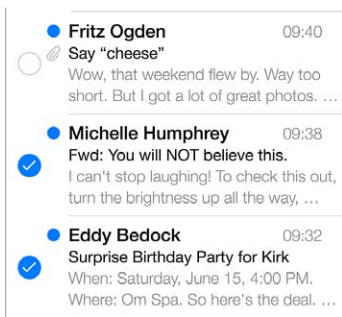 Fritz Ogden 09:40
Say “cheese”
Wow, that weekend flew by. Way too
short. But I got a lot of great photos. …
Michelle Humphrey 09:38
Fwd: You will NOT believe this.
I can't stop laughing! To check this out,
turn the brightness up all the way, …
Eddy Bedock 09:32
Surprise Birthday Party for Kirk
When: Saturday, June 15, 4:00 PM.
Where: Om Spa. So here's the deal. …